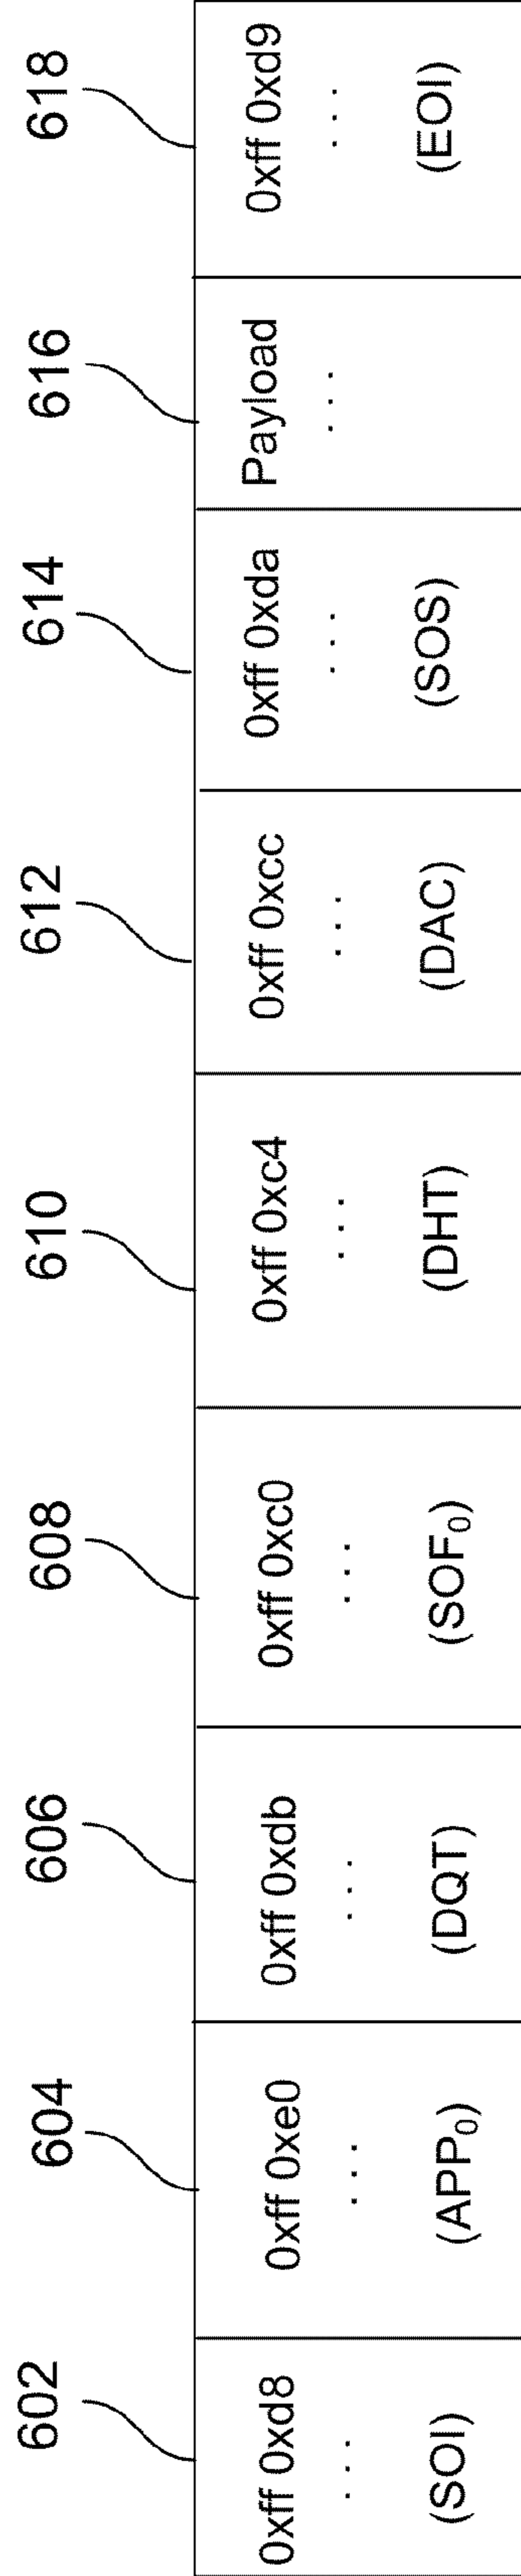 602
604
606
608
610
612
614
616
618
0xff 0xd8
. . .
(SOI)
0xff 0xe0
. . .
(APP₀)
0xff 0xdb
. . .
(DQT)
0xff 0xc0
. . .
(SOF₀)
0xff 0xc4
. . .
(DHT)
0xff 0xcc
. . .
(DAC)
0xff 0xda
. . .
(SOS)
Payload
. . .
0xff 0xd9
. . .
(EOI)